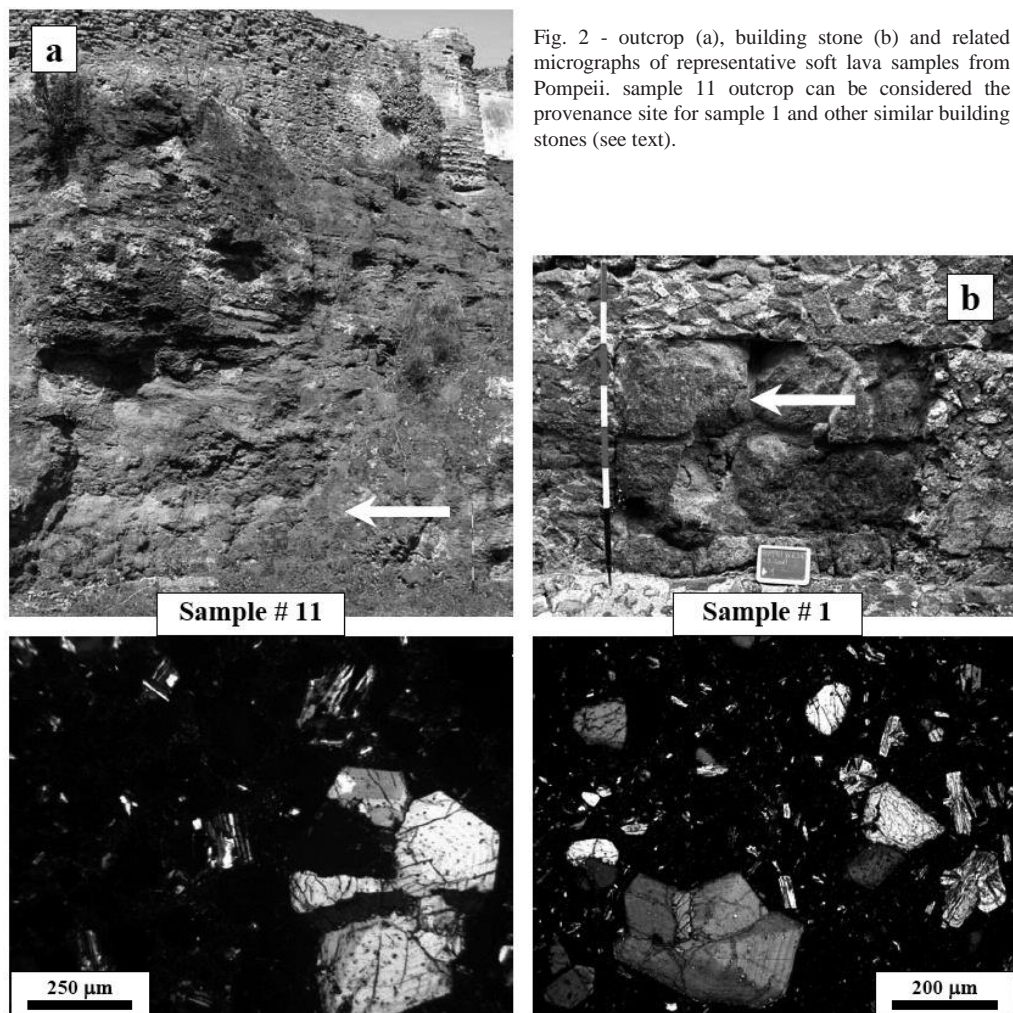 a
Fig. 2 - outcrop (a), building stone (b) and related
micrographs of representative soft lava samples from
Pompeii. sample 11 outcrop can be considered the
provenance site for sample 1 and other similar building
stones (see text).
b
Sample # 11
Sample # 1
250 µm
200 µm